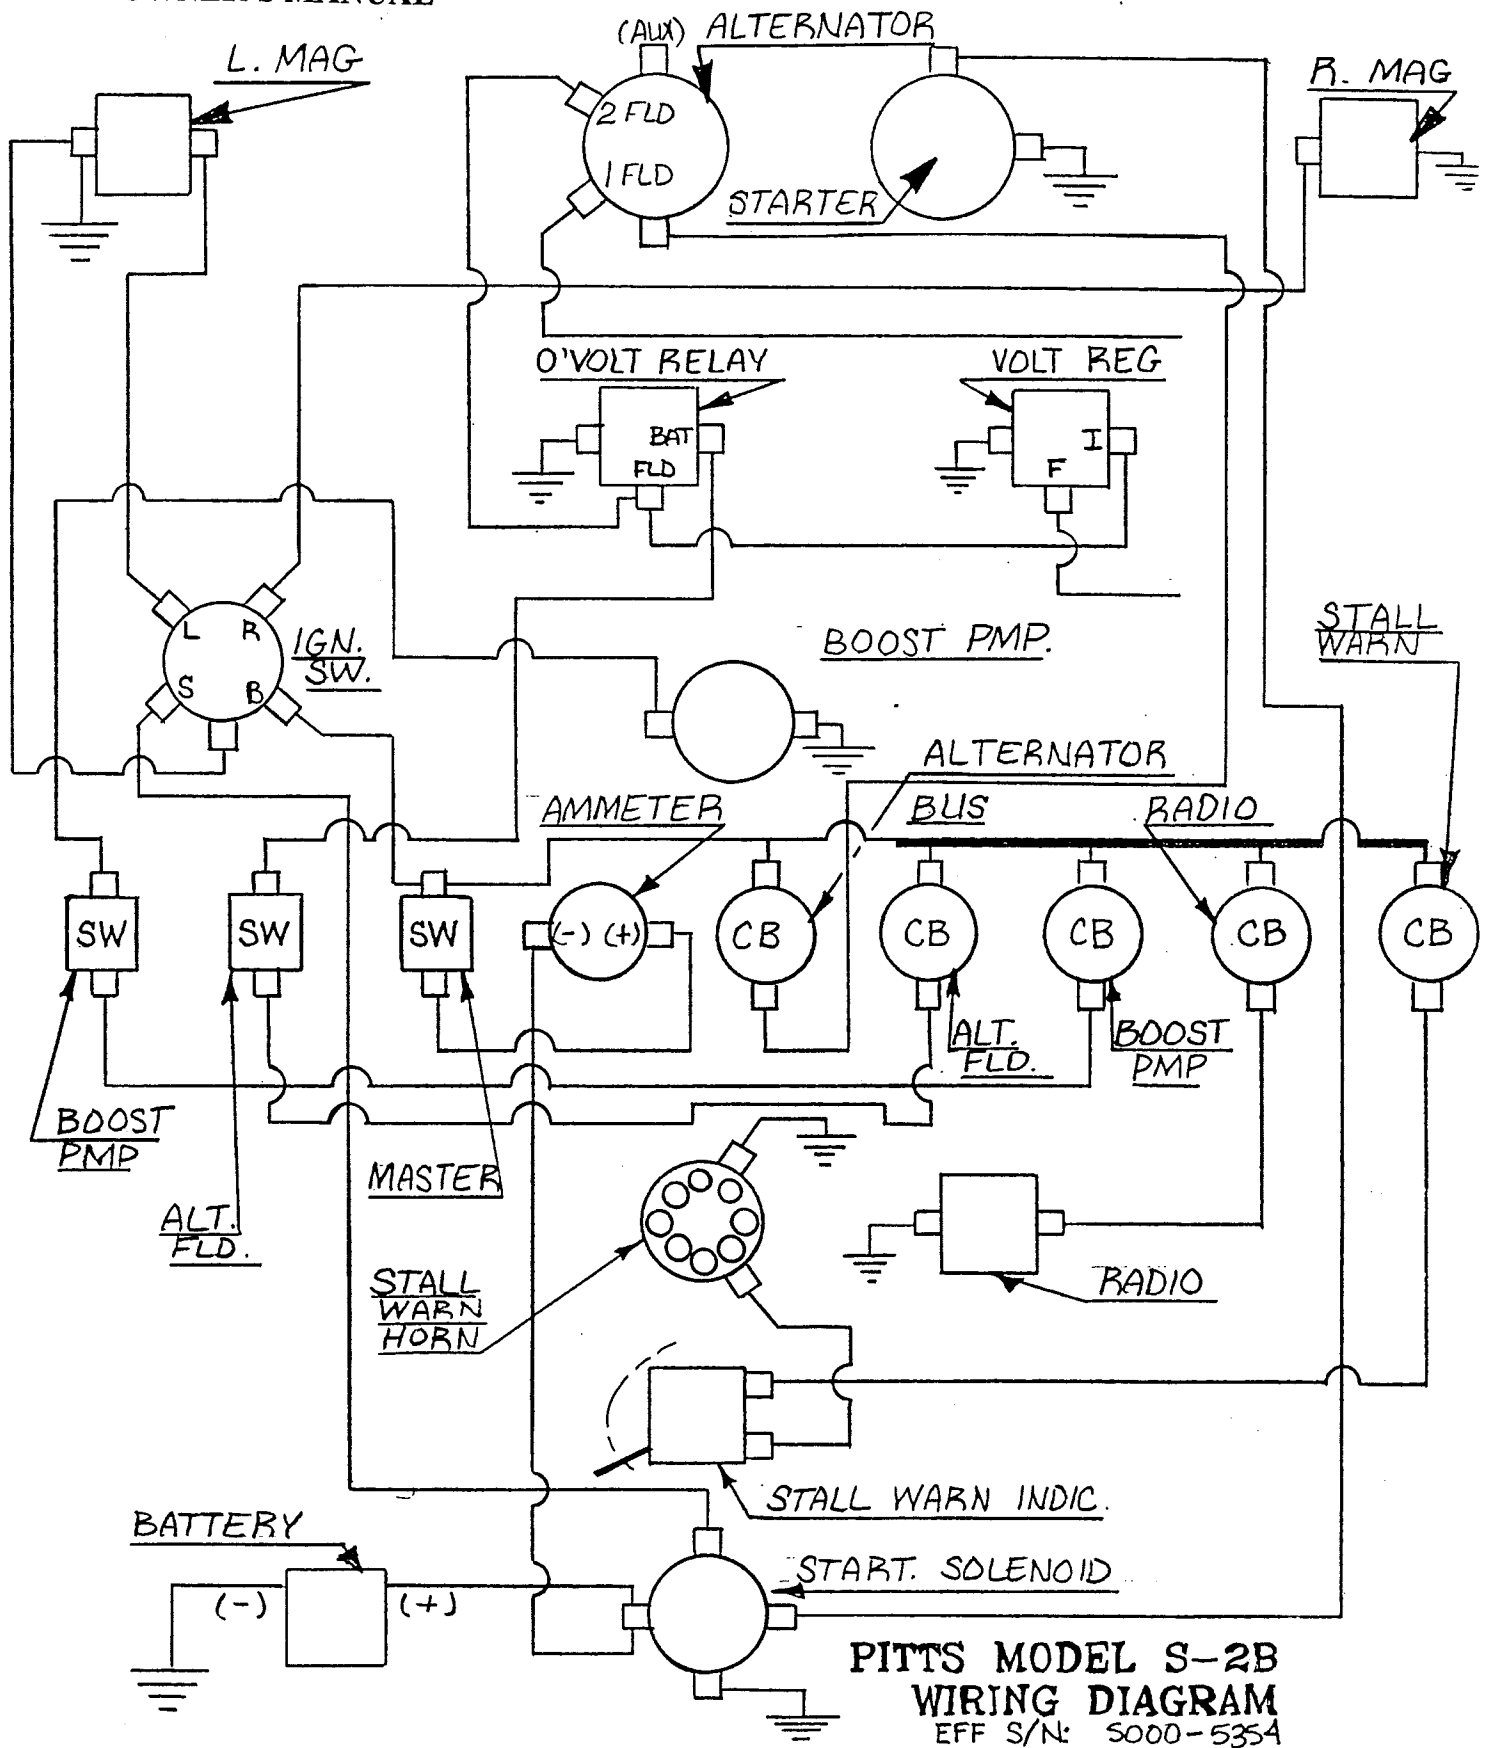 (AUX) ALTERNATOR
L. MAG
R. MAG
2 FLD
1 FLD
STARTER
O'VOLT RELAY
VOLT REG
BAT
FLD
I
F
L
R
S
B
IGN.
SW.
BOOST PMP.
STALL
WARN
ALTERNATOR
AMMETER
BUS
RADIO
SW
SW
SW
(-) (+)
CB
CB
CB
CB
CB
ALT.
FLD.
BOOST
PMP
BOOST
PMP
MASTER
ALT.
FLD.
STALL
WARN
HORN
RADIO
STALL WARN INDIC.
BATTERY
(-)
(+)
START. SOLENOID
PITTS MODEL S-2B
WIRING DIAGRAM
EFF S/N: 5000-5354